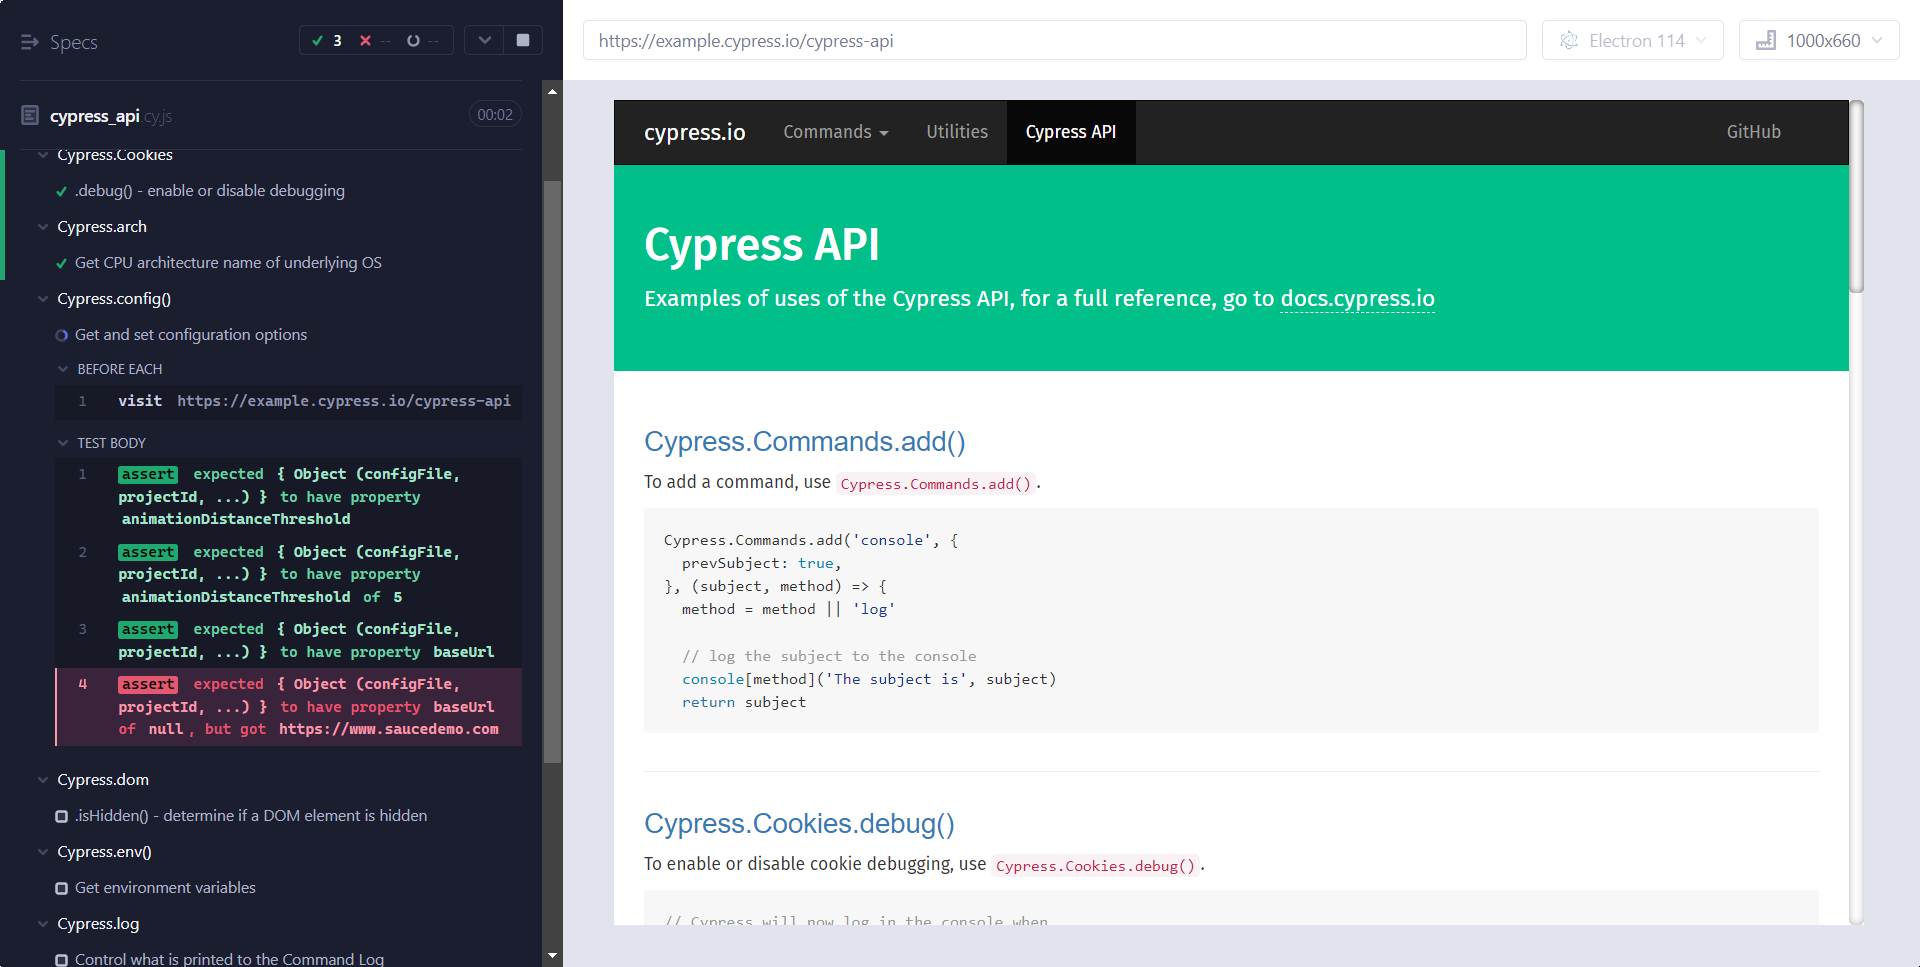 Specs
3 -- --
cypress_api.cy.js
00:02
Cypress.Cookies
.debug() - enable or disable debugging
Cypress.arch
Get CPU architecture name of underlying OS
Cypress.config()
Get and set configuration options
BEFORE EACH
1 visit https://example.cypress.io/cypress-api
TEST BODY
1 assert expected { Object (configFile,
projectId, ...) } to have property
animationDistanceThreshold
2 assert expected { Object (configFile,
projectId, ...) } to have property
animationDistanceThreshold of 5
3 assert expected { Object (configFile,
projectId, ...) } to have property baseUrl
4 assert expected { Object (configFile,
projectId, ...) } to have property baseUrl
of null, but got https://www.saucedemo.com
Cypress.dom
.isHidden() - determine if a DOM element is hidden
Cypress.env()
Get environment variables
Cypress.log
Control what is printed to the Command Log
https://example.cypress.io/cypress-api
Electron 114
1000x660
cypress.io Commands Utilities Cypress API GitHub
Cypress API
Examples of uses of the Cypress API, for a full reference, go to docs.cypress.io
Cypress.Commands.add()
To add a command, use Cypress.Commands.add().
Cypress.Commands.add('console', {
prevSubject: true,
}, (subject, method) => {
method = method || 'log'
// log the subject to the console
console[method]('The subject is', subject)
return subject
Cypress.Cookies.debug()
To enable or disable cookie debugging, use Cypress.Cookies.debug().
// Cypress will now log in the console when